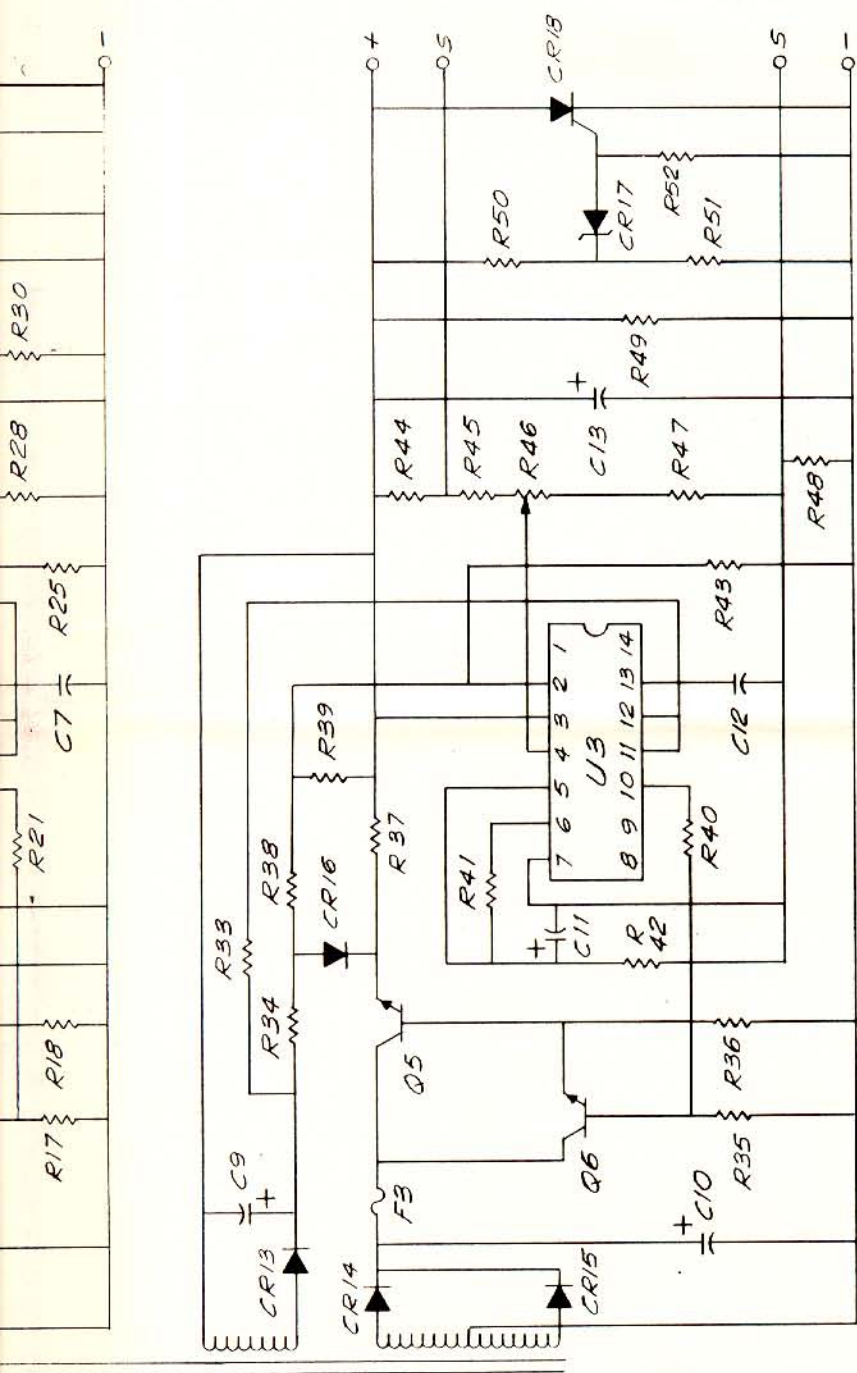 R28
R30
R21
R17
R18
C7
R25
-
R33
C9
+
CR13
R34
R38
CR16
R39
CR14
F3
R37
R44
+
Q5
S
R41
R45
R50
+
C11
7 6 5 4 3 2 1
R46
CR18
CR15
Q6
U3
+
C13
CR17
8 9 10 11 12 13 14
R42
R49
R52
+
C10
R35
R36
R40
C12
R43
R47
R51
S
R48
-